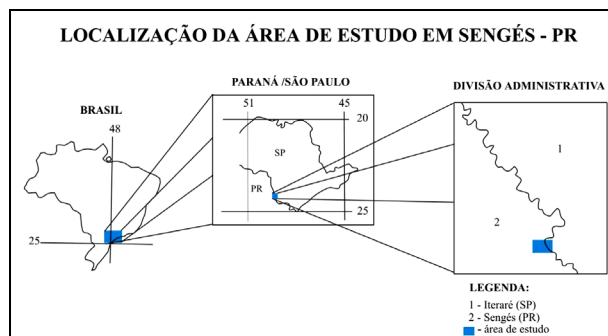 LOCALIZAÇÃO DA ÁREA DE ESTUDO EM SENGÉS - PR
BRASIL
48
25
PARANÁ /SÃO PAULO
51
45
20
SP
PR
25
DIVISÃO ADMINISTRATIVA
1
2
LEGENDA:
1 - Iteraré (SP)
2 - Sengés (PR)
- área de estudo